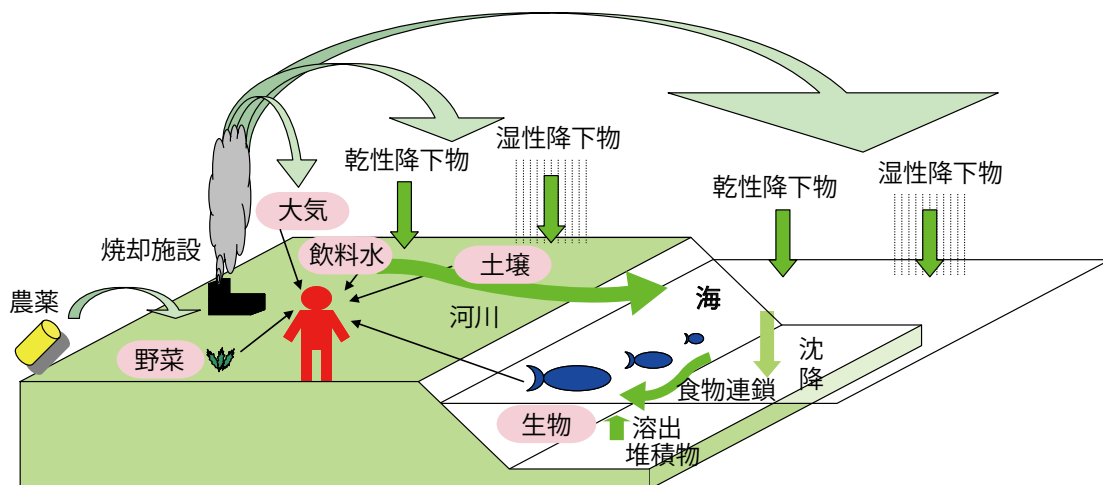 湿性降下物
乾性降下物
湿性降下物
乾性降下物
大気
焼却施設
飲料水
土壌
農薬
河川
海
野菜
沈
降
食物連鎖
生物
溶出
堆積物